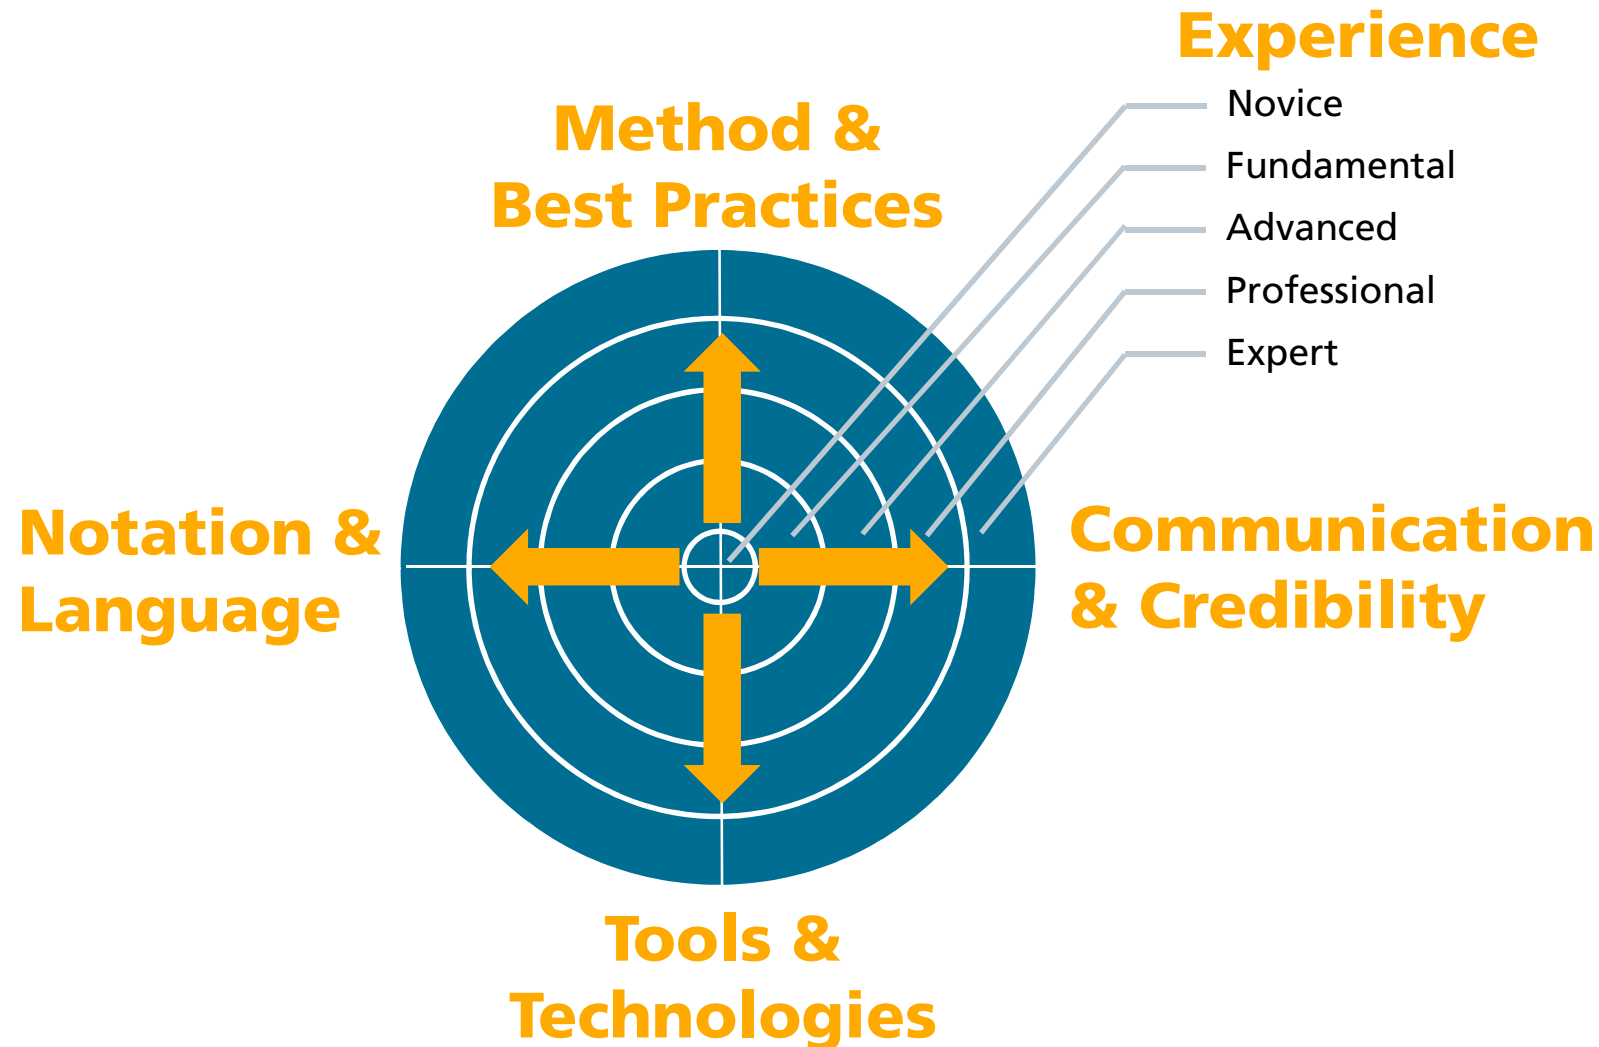 Experience
Novice
Fundamental
Advanced
Professional
Expert
Method &
Best Practices
Notation &
Language
Communication
& Credibility
Tools &
Technologies